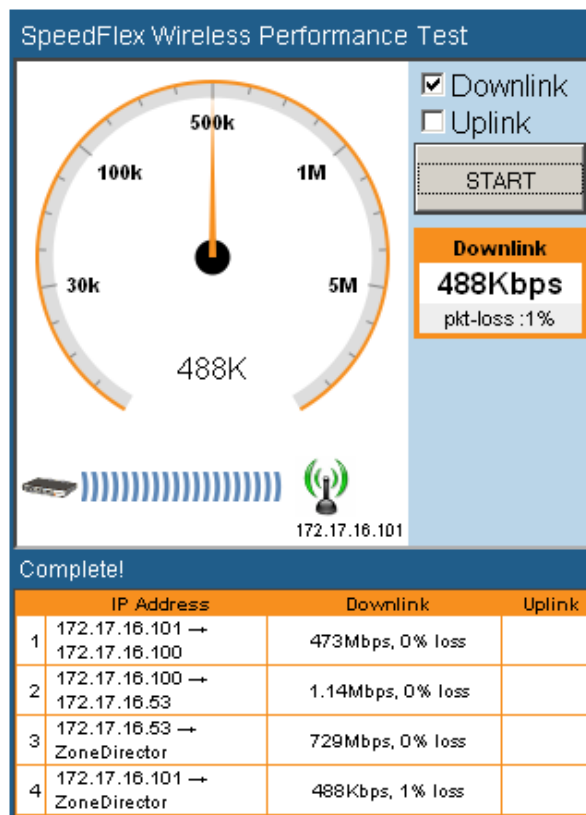 SpeedFlex Wireless Performance Test
Downlink
Uplink
START
500k
100k
1M
30k
5M
488K
Downlink
488Kbps
pkt-loss :1%
172.17.16.101
Complete!
IP Address Downlink Uplink
1 172.17.16.101 → 172.17.16.100 473Mbps, 0% loss
2 172.17.16.100 → 172.17.16.53 1.14Mbps, 0% loss
3 172.17.16.53 → ZoneDirector 729Mbps, 0% loss
4 172.17.16.101 → ZoneDirector 488Kbps, 1% loss